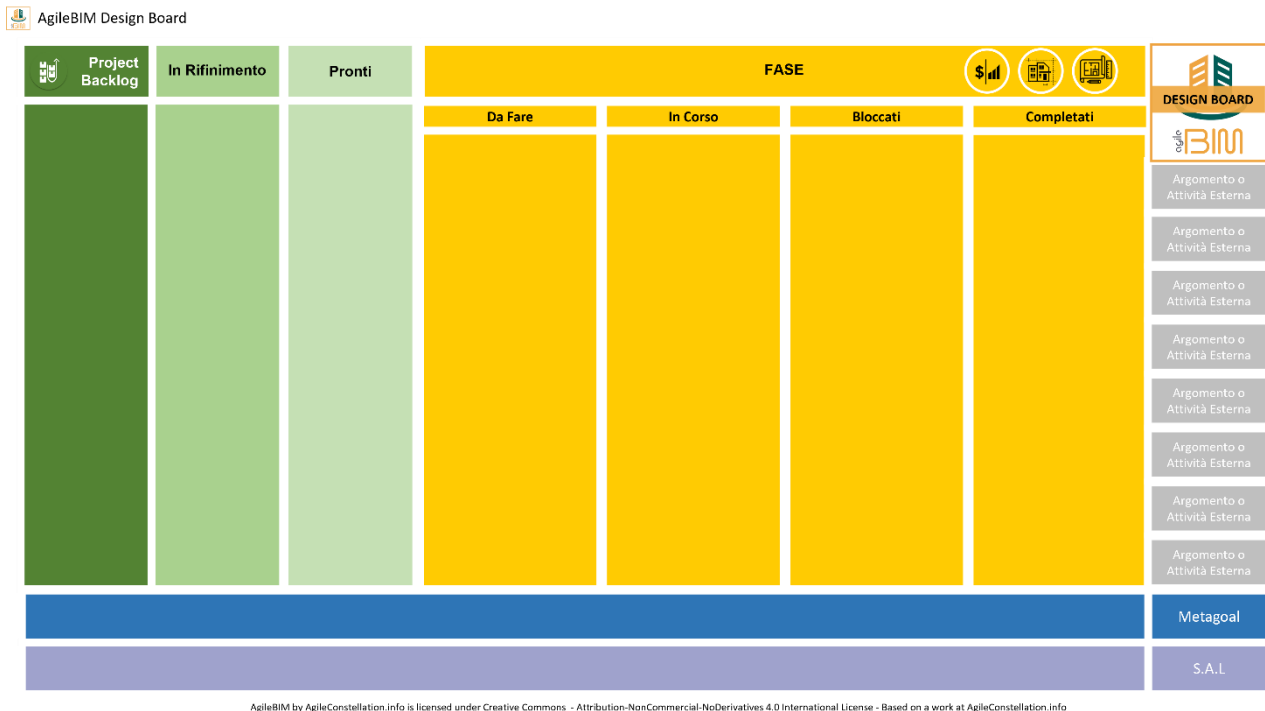 AgileBIM Design Board
Project
Backlog
In Rifinimento
Pronti
FASE
Da Fare
In Corso
Bloccati
Completati
DESIGN BOARD
agile
BIM
Argomento o
Attività Esterna
Argomento o
Attività Esterna
Argomento o
Attività Esterna
Argomento o
Attività Esterna
Argomento o
Attività Esterna
Argomento o
Attività Esterna
Argomento o
Attività Esterna
Argomento o
Attività Esterna
Metagoal
S.A.L
AgileBIM by AgileConstellation.info is licensed under Creative Commons - Attribution-NonCommercial-NoDerivatives 4.0 International License - Based on a work at AgileConstellation.info